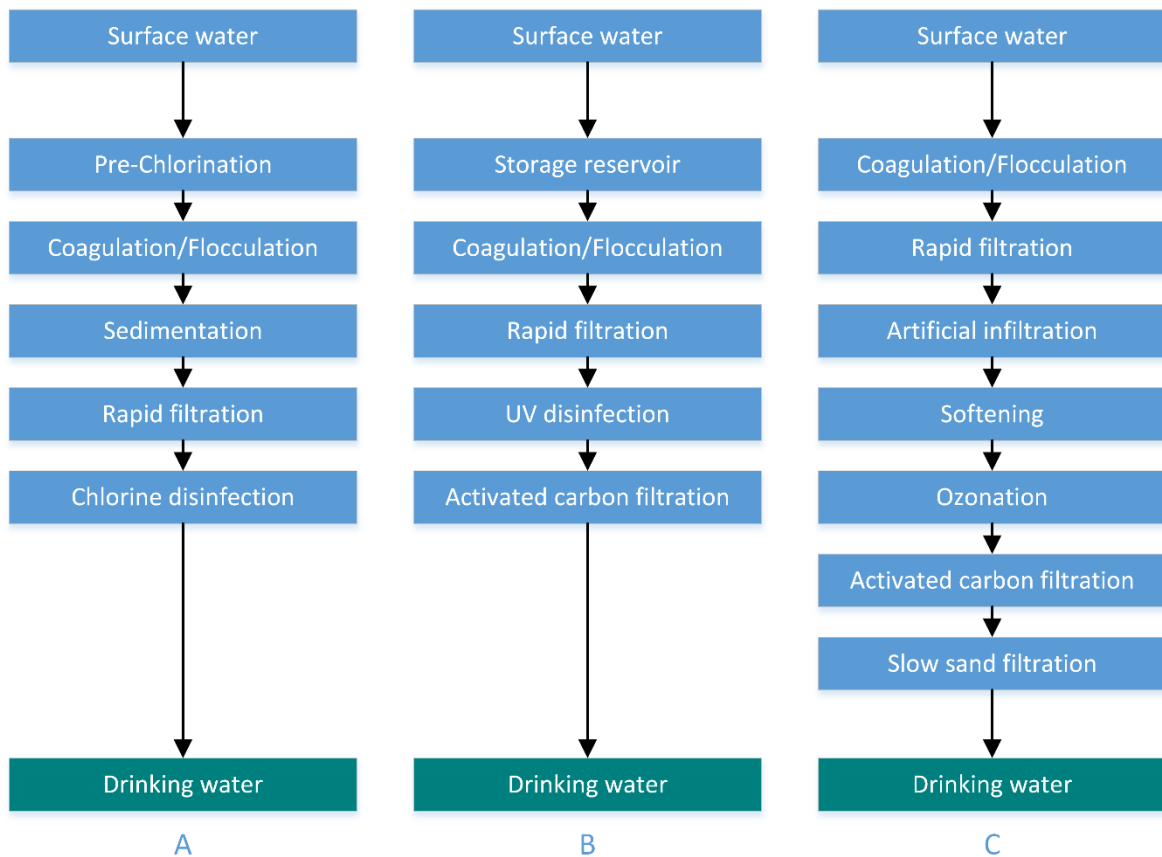 Surface water
Pre-Chlorination
Coagulation/Flocculation
Sedimentation
Rapid filtration
Chlorine disinfection
Drinking water
A
Surface water
Storage reservoir
Coagulation/Flocculation
Rapid filtration
UV disinfection
Activated carbon filtration
Drinking water
B
Surface water
Coagulation/Flocculation
Rapid filtration
Artificial infiltration
Softening
Ozonation
Activated carbon filtration
Slow sand filtration
Drinking water
C